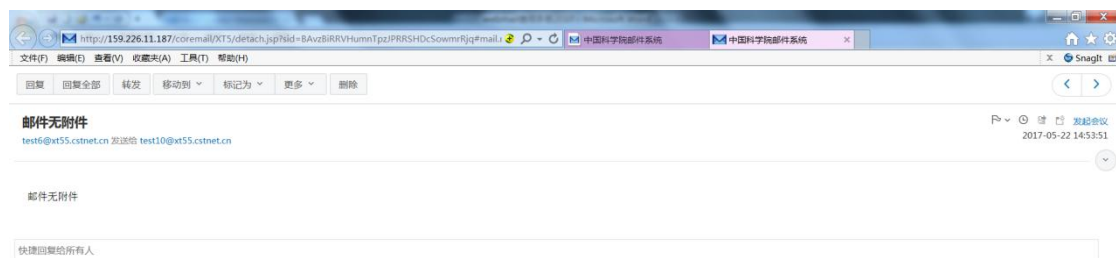 http://159.226.11.187/coremail/XT5/detach.jsp?sid=BAvzBiRRVHumnTpzJPRRSHDcSowmrRjq#mail.r
中国科学院邮件系统
中国科学院邮件系统
文件(F) 编辑(E) 查看(V) 收藏夹(A) 工具(T) 帮助(H)
X SnagIt
回复 回复全部 转发 移动到 标记为 更多 删除
邮件无附件
发起会议
test6@xt55.cstnet.cn 发送给 test10@xt55.cstnet.cn
2017-05-22 14:53:51
邮件无附件
快捷回复给所有人